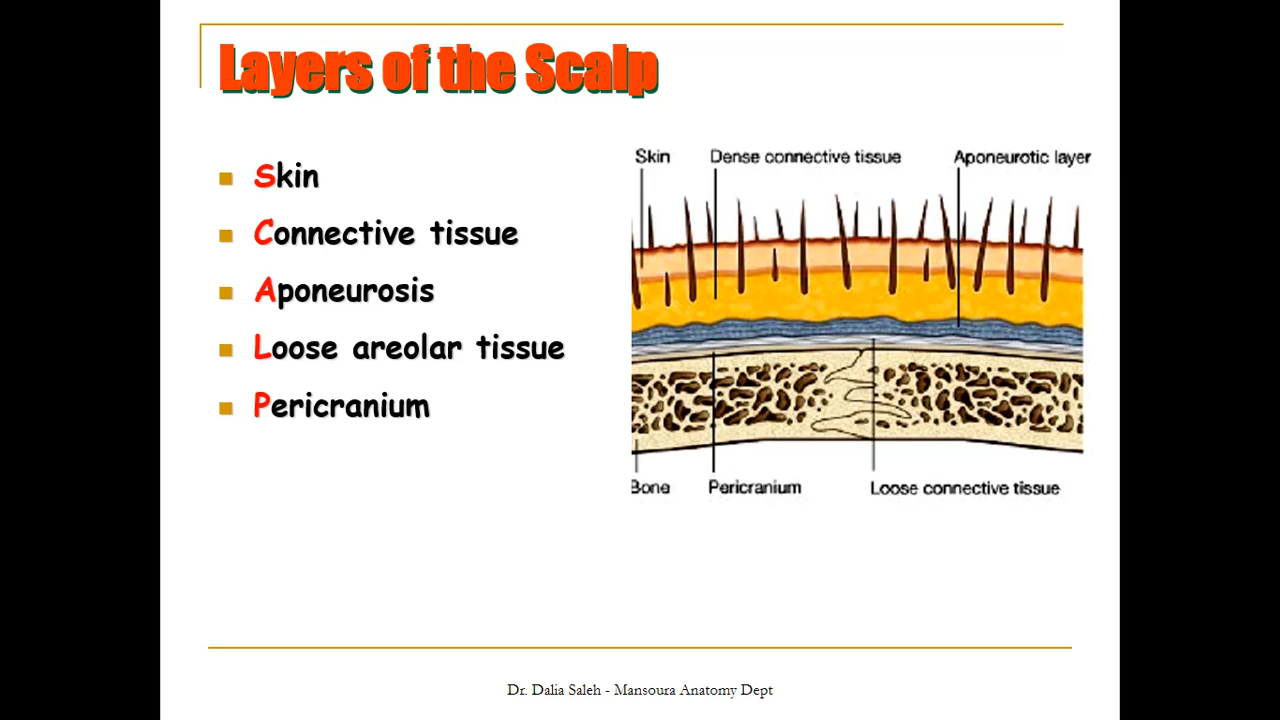 Layers of the Scalp
Skin
Connective tissue
Aponeurosis
Loose areolar tissue
Pericranium
Skin Dense connective tissue Aponeurotic layer
Bone Pericranium Loose connective tissue
Dr. Dalia Saleh - Mansoura Anatomy Dept